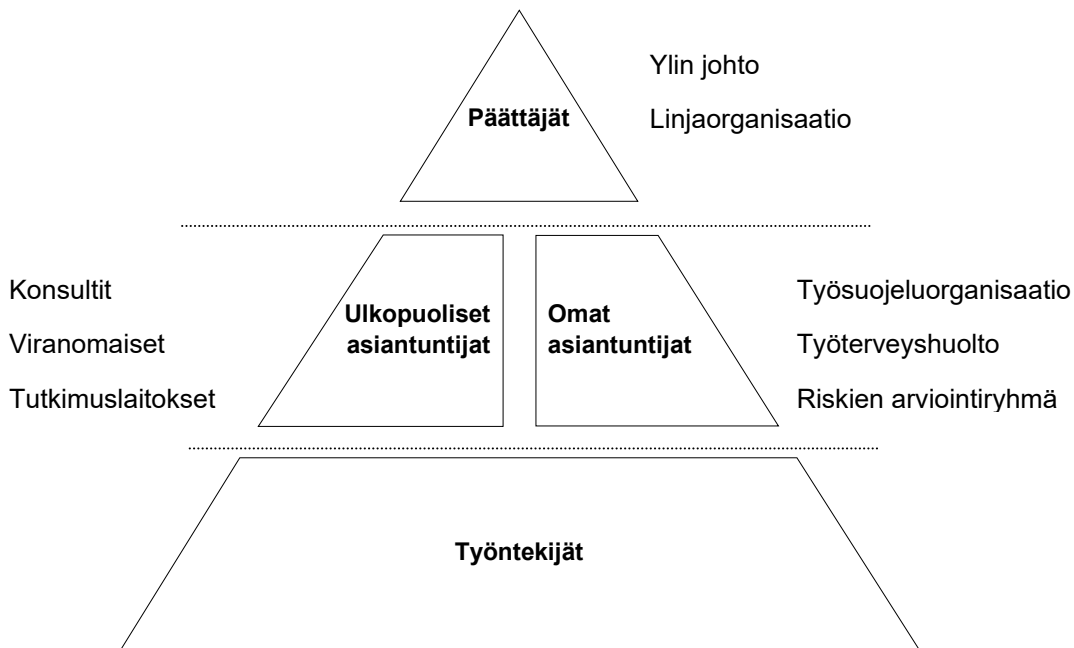 Ylin johto
Päättäjät
Linjaorganisaatio
Konsultit
Viranomaiset
Tutkimuslaitokset
Ulkopuoliset
asiantuntijat
Omat
asiantuntijat
Työsuojeluorganisaatio
Työterveyshuolto
Riskien arviointiryhmä
Työntekijät